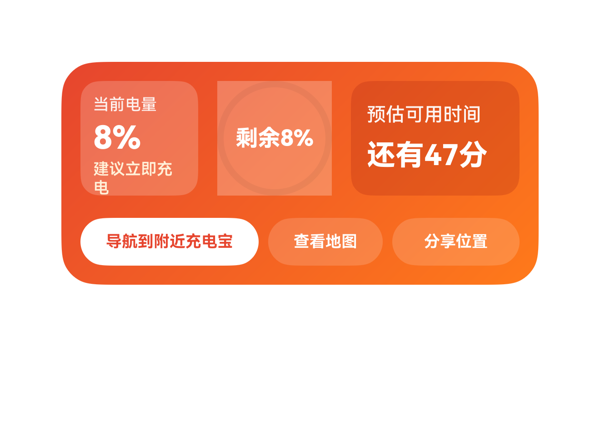 当前电量
8%
建议立即充
电
剩余8%
预估可用时间
还有47分
导航到附近充电宝
查看地图
分享位置